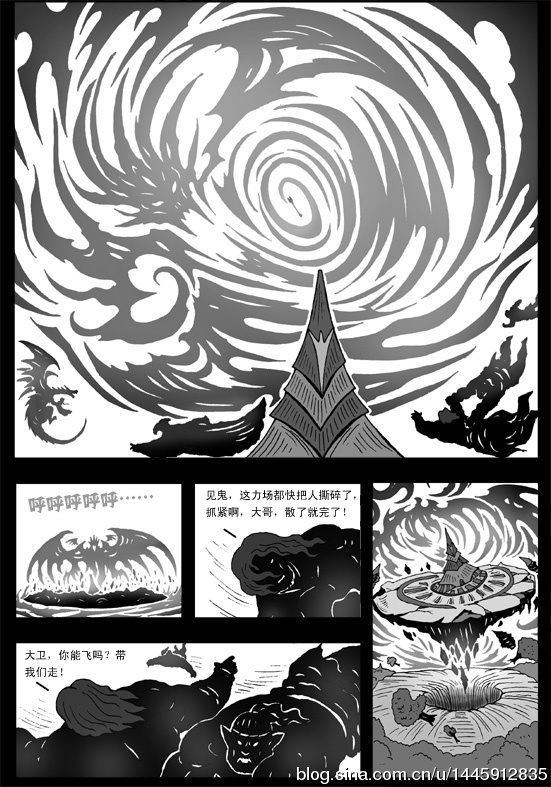 呼呼呼呼呼……
见鬼，这力场都快把人撕碎了，
抓紧啊，大哥，散了就完了！
大卫，你能飞吗？带
我们走！
blog.sina.com.cn/u/1445912835